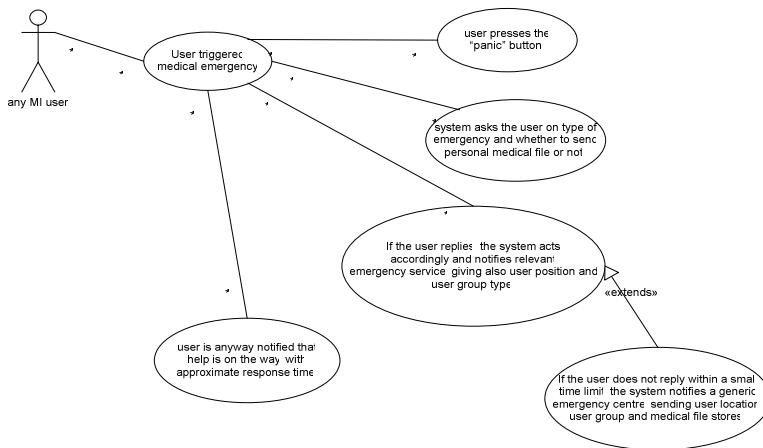 user presses the
"panic" button
User triggered
medical emergency
any MI user
system asks the user on type of
emergency and whether to send
personal medical file or not
If the user replies the system acts
accordingly and notifies relevant
emergency service giving also user position and
user group type
«extends»
user is anyway notified that
help is on the way with
approximate response time
If the user does not reply within a small
time limit the system notifies a generic
emergency centre sending user location
user group and medical file stores